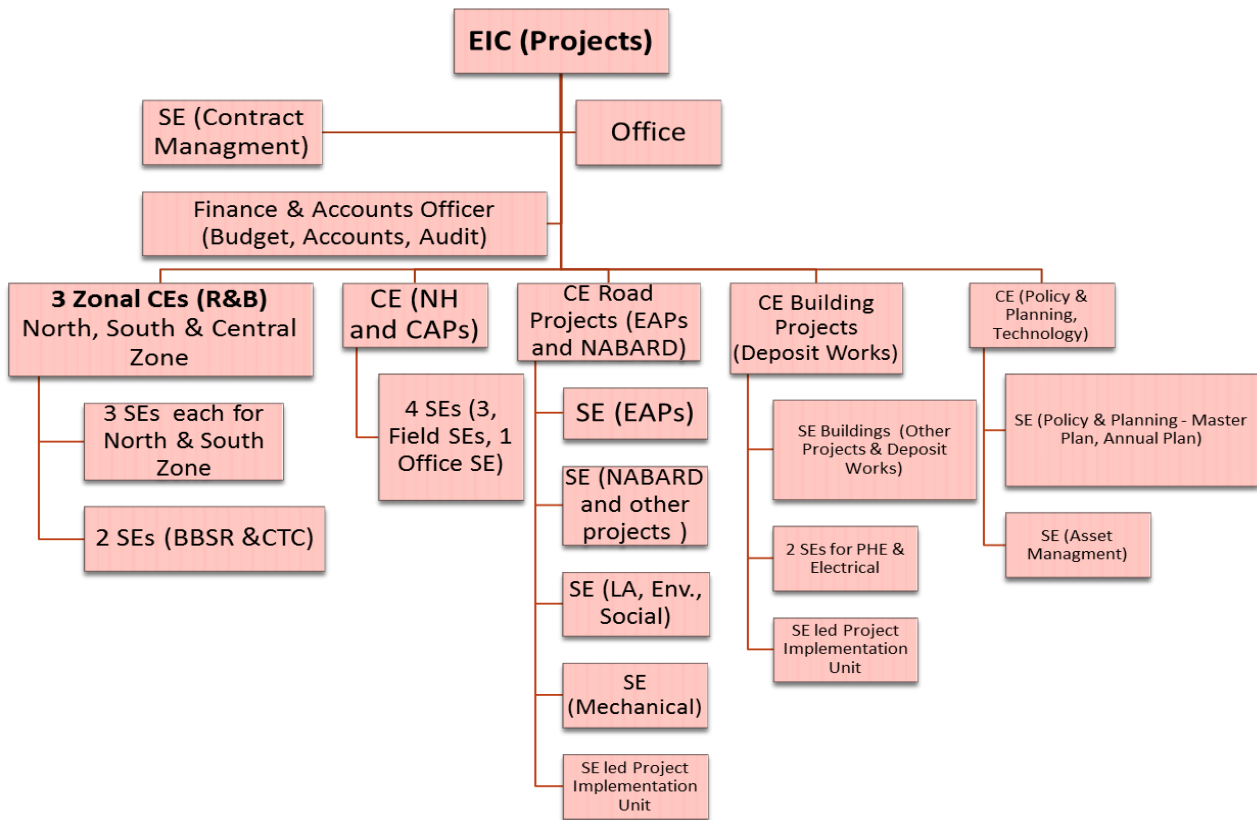 EIC (Projects)
SE (Contract
Managment)
Office
Finance & Accounts Officer
(Budget, Accounts, Audit)
3 Zonal CEs (R&B)
North, South & Central
Zone
3 SEs each for
North & South
Zone
2 SEs (BBSR &CTC)
CE (NH
and CAPs)
4 SEs (3,
Field SEs, 1
Office SE)
CE Road
Projects (EAPs
and NABARD)
SE (EAPs)
SE (NABARD
and other
projects )
SE (LA, Env.,
Social)
SE
(Mechanical)
SE led Project
Implementation
Unit
CE Building
Projects
(Deposit Works)
SE Buildings (Other
Projects & Deposit
Works)
2 SEs for PHE &
Electrical
SE led Project
Implementation
Unit
CE (Policy &
Planning,
Technology)
SE (Policy & Planning - Master
Plan, Annual Plan)
SE (Asset
Managment)